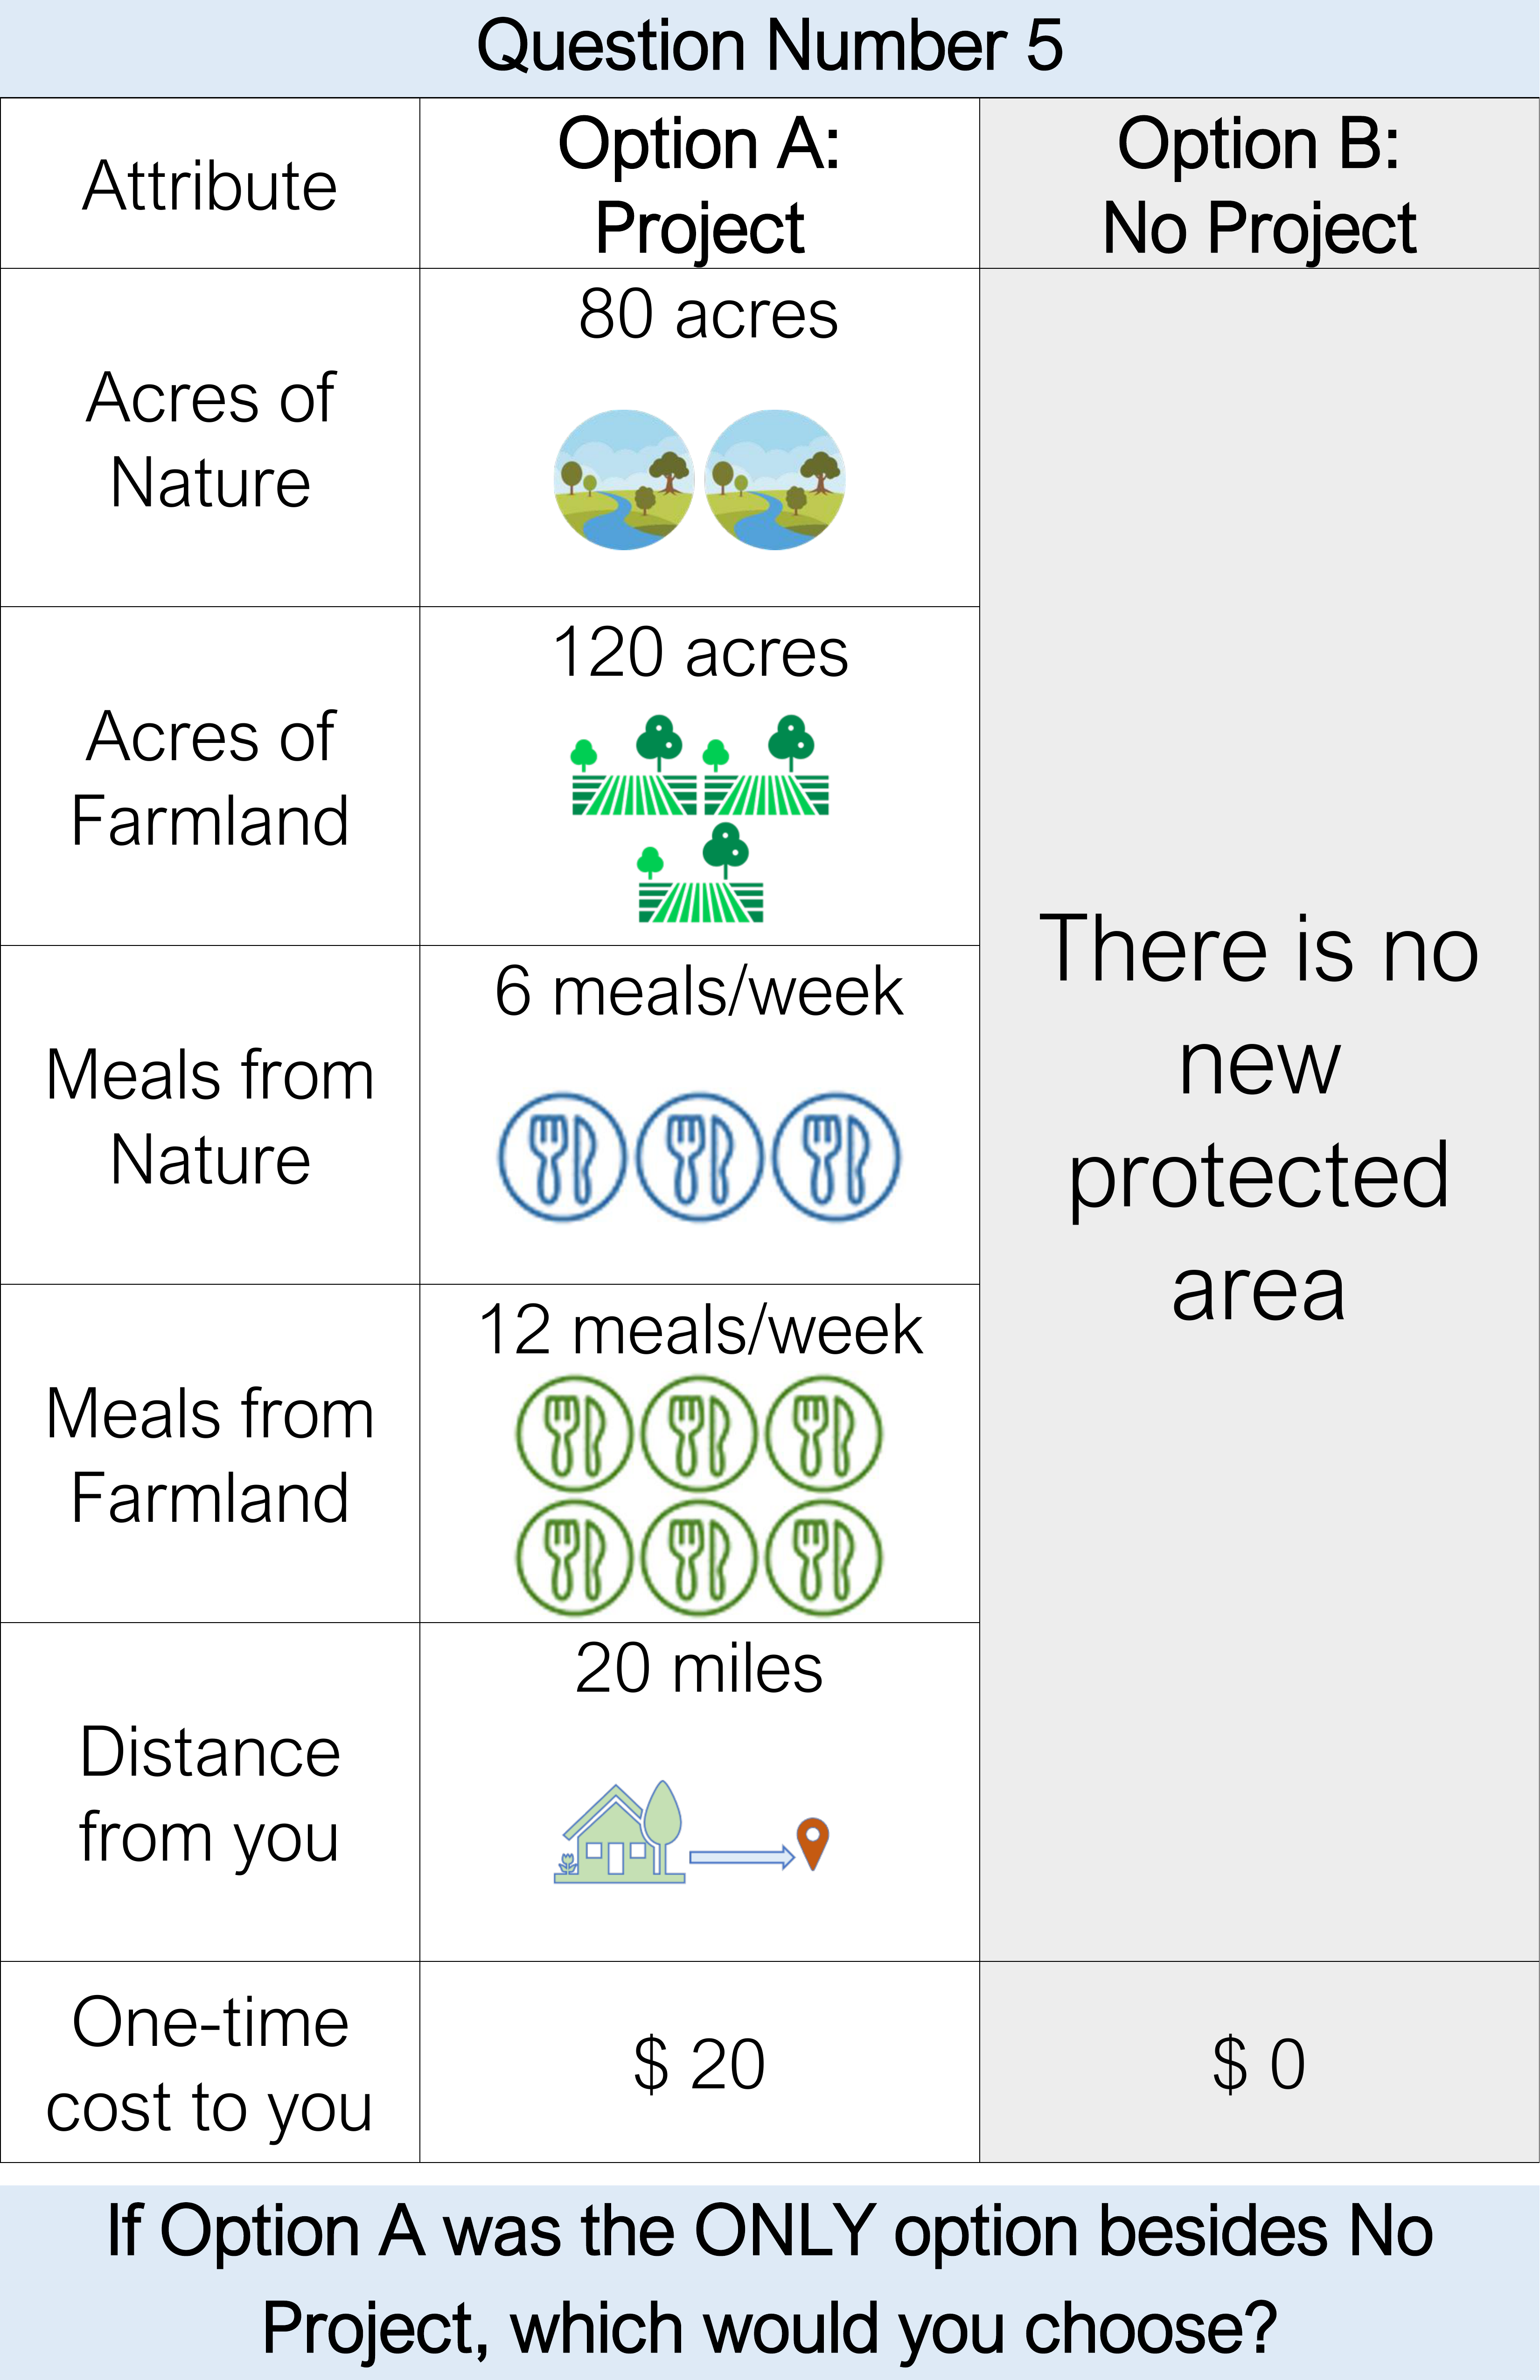 Question Number 5
Attribute
Option A:
Project
Option B:
No Project
Acres of
Nature
80 acres
Acres of
Farmland
120 acres
Meals from
Nature
6 meals/week
Meals from
Farmland
12 meals/week
Distance
from you
20 miles
There is no
new
protected
area
One-time
cost to you
$ 20
$ 0
If Option A was the ONLY option besides No
Project, which would you choose?